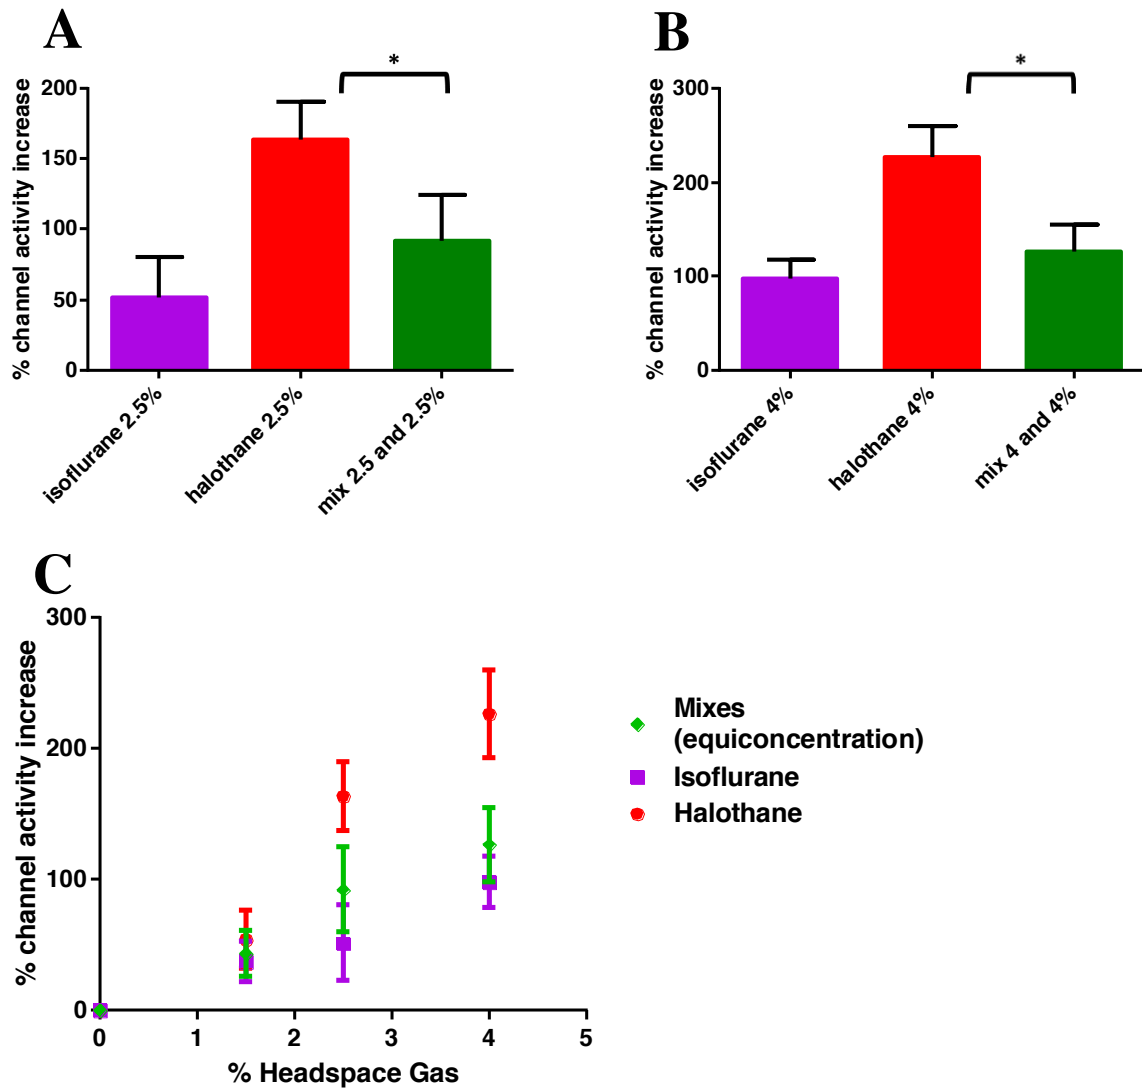 A
% channel activity increase
200
150
100
50
0
*
isoflurane 2.5%
halothane 2.5%
mix 2.5 and 2.5%
B
% channel activity increase
300
200
100
0
*
isoflurane 4%
halothane 4%
mix 4 and 4%
C
% channel activity increase
300
200
100
0
0 1 2 3 4 5
% Headspace Gas
Mixes
(equiconcentration)
Isoflurane
Halothane